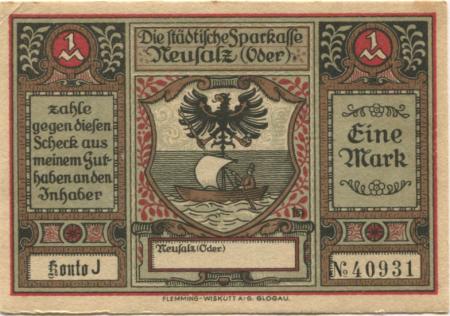 1
M
Die städtische Sparkasse
Neusalz (Oder).
1
M
zahle
gegen diesen
Scheck aus
meinem Gut-
haben an den
Inhaber
Eine
Mark
Konto J
Neusalz (Oder)
№ 40931
FLEMMING-WISKOTT A.G. GLOGAU.